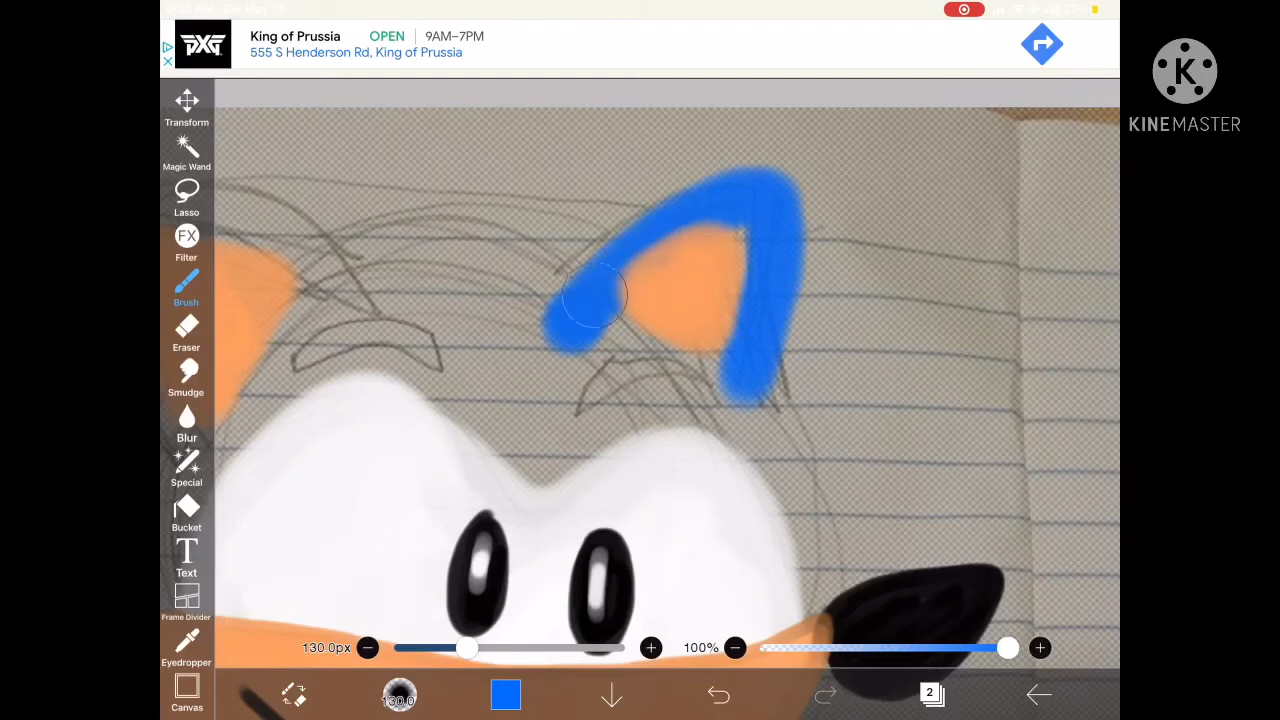 PXG
King of Prussia OPEN 9AM–7PM
555 S Henderson Rd, King of Prussia
K
KINEMASTER
Transform
Magic Wand
Lasso
FX
Filter
Brush
Eraser
Smudge
Blur
Special
Bucket
T
Text
Frame Divider
Eyedropper
Canvas
130.0px
100%
130.0
2